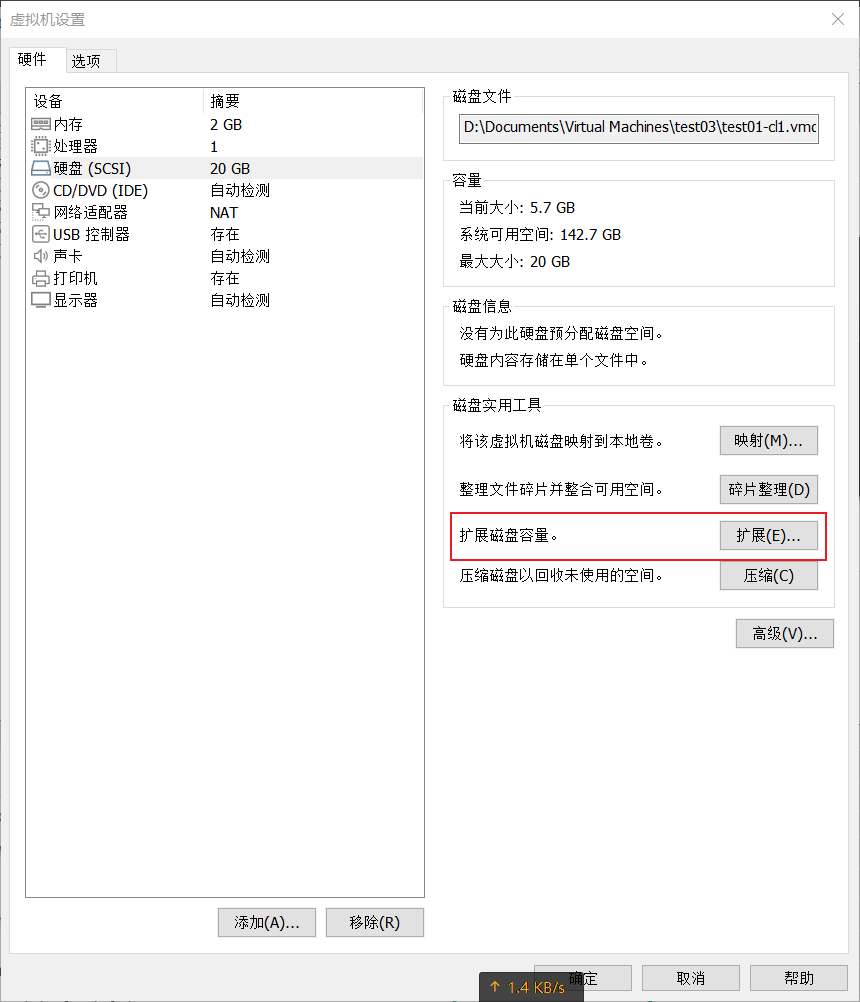 虚拟机设置
硬件 选项
设备 摘要
内存 2 GB
处理器 1
硬盘 (SCSI) 20 GB
CD/DVD (IDE) 自动检测
网络适配器 NAT
USB 控制器 存在
声卡 自动检测
打印机 存在
显示器 自动检测
添加(A)... 移除(R)
磁盘文件
D:\Documents\Virtual Machines\test03\test01-cl1.vmc
容量
当前大小: 5.7 GB
系统可用空间: 142.7 GB
最大大小: 20 GB
磁盘信息
没有为此硬盘预分配磁盘空间。
硬盘内容存储在单个文件中。
磁盘实用工具
将该虚拟机磁盘映射到本地卷。 映射(M)...
整理文件碎片并整合可用空间。 碎片整理(D)
扩展磁盘容量。 扩展(E)...
压缩磁盘以回收未使用的空间。 压缩(C)
高级(V)...
确定 取消 帮助
↑ 1.4 KB/s